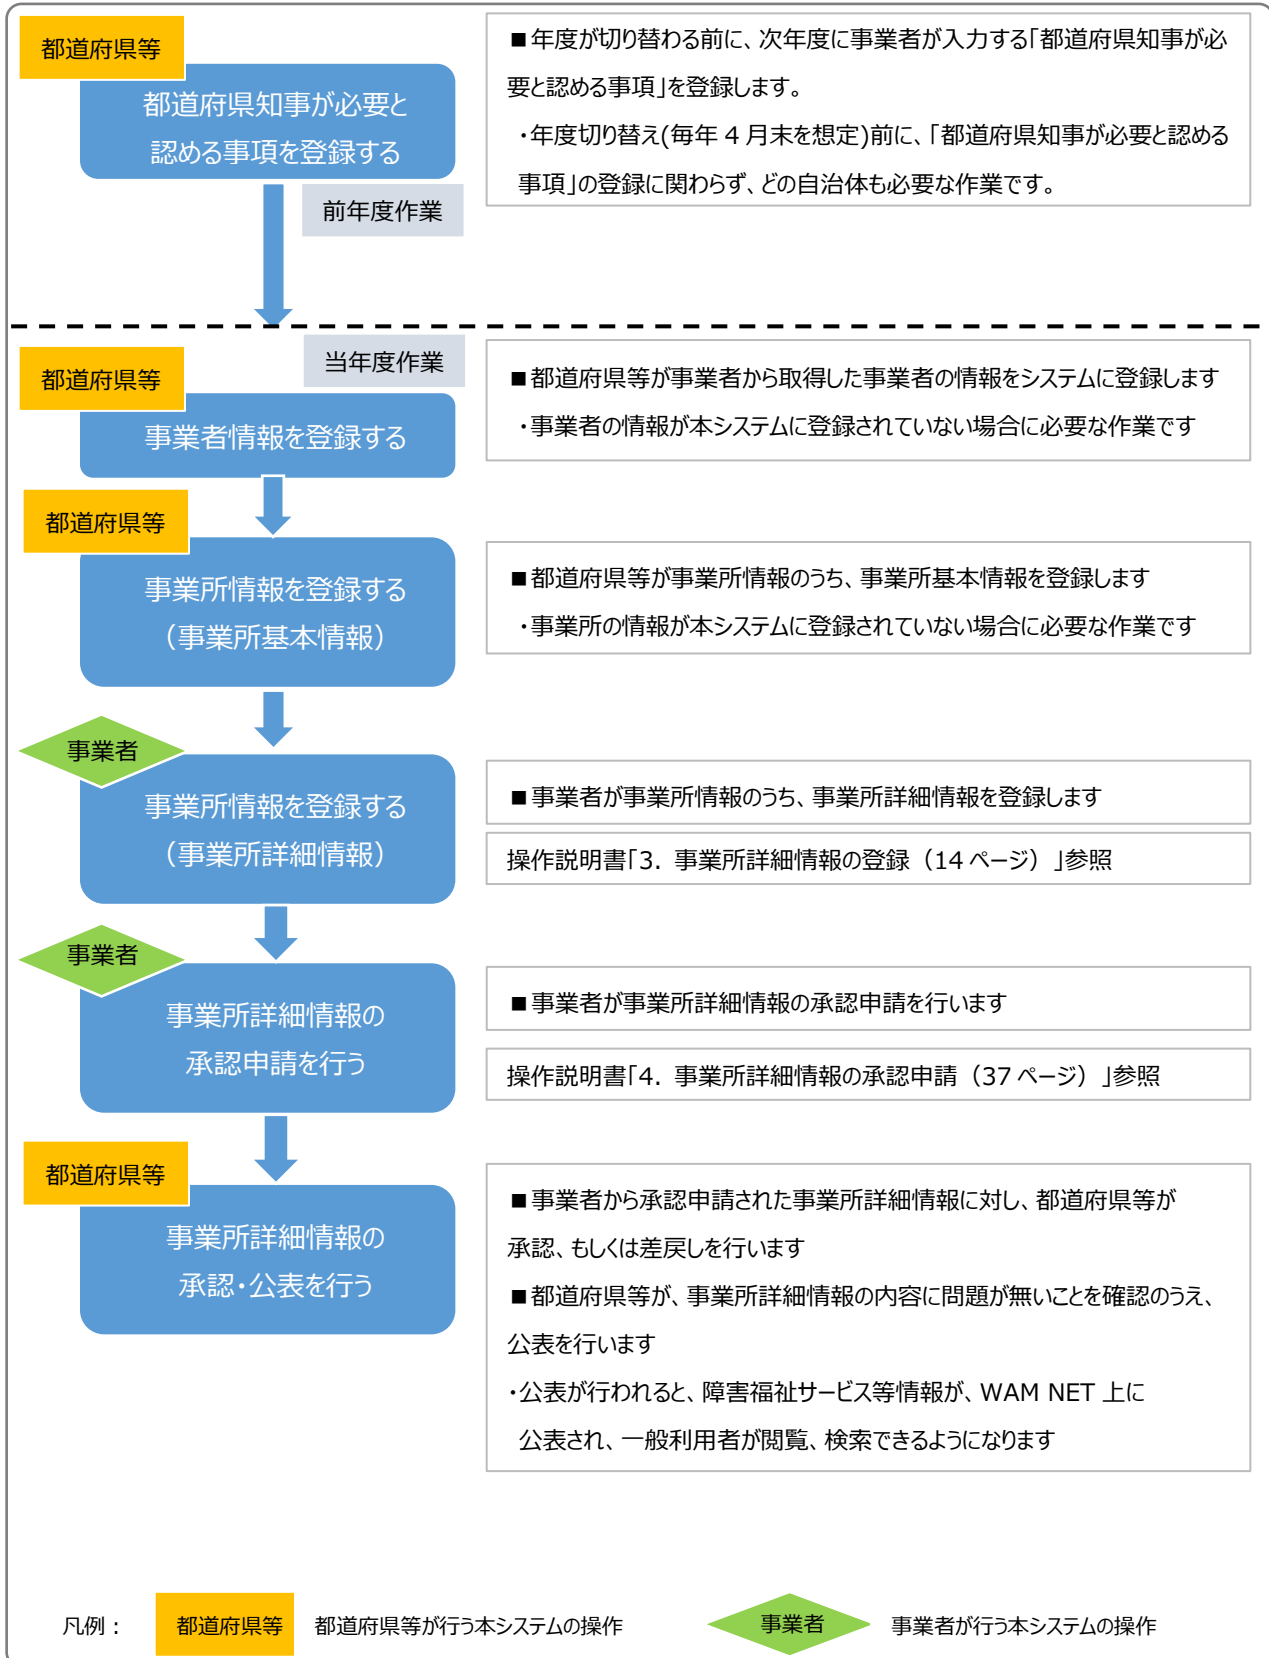 都道府県等
都道府県知事が必要と
認める事項を登録する
■年度が切り替わる前に、次年度に事業者が入力する「都道府県知事が必
要と認める事項」を登録します。
・年度切り替え(毎年 4 月末を想定)前に、「都道府県知事が必要と認める
事項」の登録に関わらず、どの自治体も必要な作業です。
前年度作業
当年度作業
都道府県等
事業者情報を登録する
■都道府県等が事業者から取得した事業者の情報をシステムに登録します
・事業者の情報が本システムに登録されていない場合に必要な作業です
都道府県等
事業所情報を登録する
（事業所基本情報）
■都道府県等が事業所情報のうち、事業所基本情報を登録します
・事業所の情報が本システムに登録されていない場合に必要な作業です
事業者
事業所情報を登録する
（事業所詳細情報）
■事業者が事業所情報のうち、事業所詳細情報を登録します
操作説明書「3. 事業所詳細情報の登録（14 ページ）」参照
事業者
事業所詳細情報の
承認申請を行う
■事業者が事業所詳細情報の承認申請を行います
操作説明書「4. 事業所詳細情報の承認申請（37 ページ）」参照
都道府県等
事業所詳細情報の
承認・公表を行う
■事業者から承認申請された事業所詳細情報に対し、都道府県等が
承認、もしくは差戻しを行います
■都道府県等が、事業所詳細情報の内容に問題が無いことを確認のうえ、
公表を行います
・公表が行われると、障害福祉サービス等情報が、WAM NET 上に
公表され、一般利用者が閲覧、検索できるようになります
凡例： 都道府県等 都道府県等が行う本システムの操作 事業者 事業者が行う本システムの操作